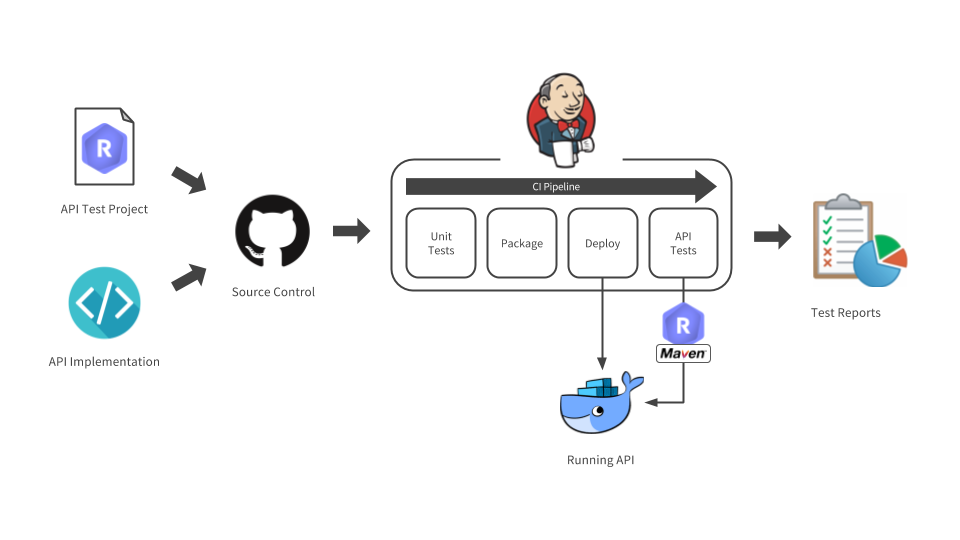 R
API Test Project
API Implementation
Source Control
CI Pipeline
Unit
Tests
Package
Deploy
API
Tests
R
Maven
Running API
Test Reports